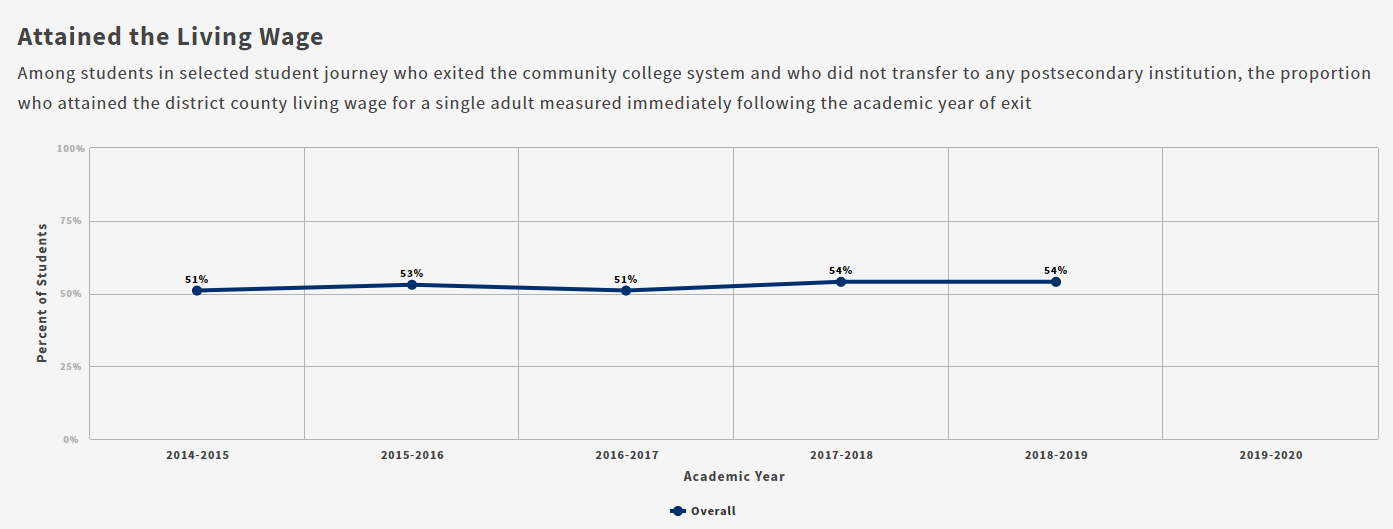 Attained the Living Wage
Among students in selected student journey who exited the community college system and who did not transfer to any postsecondary institution, the proportion
who attained the district county living wage for a single adult measured immediately following the academic year of exit
100%
75%
50%
25%
0%
Percent of Students
51%
53%
51%
54%
54%
2014-2015
2015-2016
2016-2017
2017-2018
2018-2019
2019-2020
Academic Year
Overall